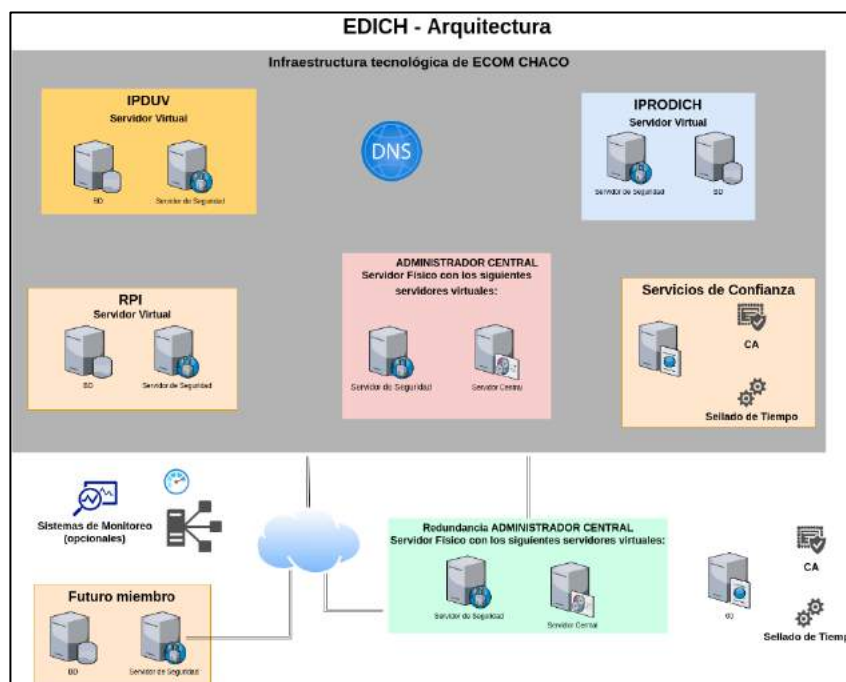 EDICH - Arquitectura
Infraestructura tecnológica de ECOM CHACO
IPDUV
Servidor Virtual
BD
Servidor de Seguridad
DNS
IPRODICH
Servidor Virtual
Servidor de Seguridad
BD
RPI
Servidor Virtual
BD
Servidor de Seguridad
ADMINISTRADOR CENTRAL
Servidor Físico con los siguientes
servidores virtuales:
Servidor de Seguridad
Servidor Central
Servicios de Confianza
CA
Sellado de Tiempo
Sistemas de Monitoreo
(opcionales)
Redundancia ADMINISTRADOR CENTRAL
Servidor Físico con los siguientes servidores virtuales:
Servidor de Seguridad
Servidor Central
CA
Sellado de Tiemp
Futuro miembro
BD
Servidor de Seguridad